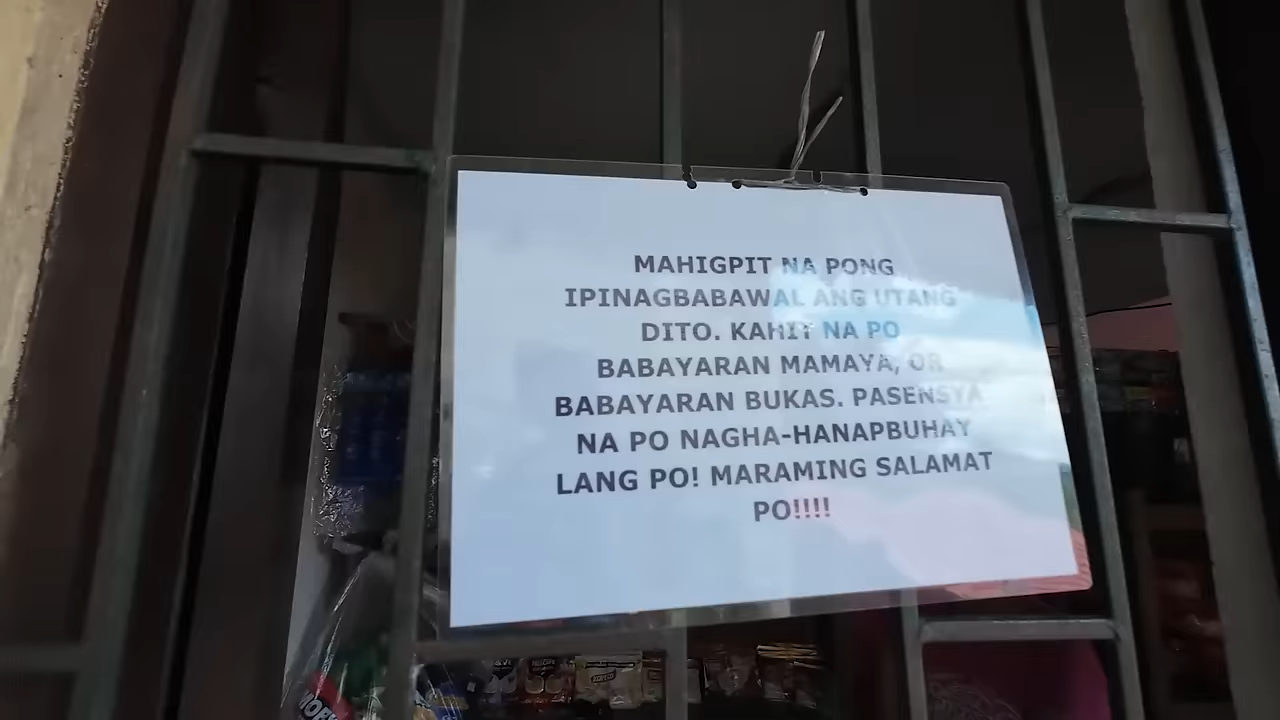 MAHIGPIT NA PONG
IPINAGBABAWAL ANG UTANG
DITO. KAHIT NA PO
BABAYARAN MAMAYA, OR
BABAYARAN BUKAS. PASENSYA
NA PO NAGHA-HANAPBUHAY
LANG PO! MARAMING SALAMAT
PO!!!!